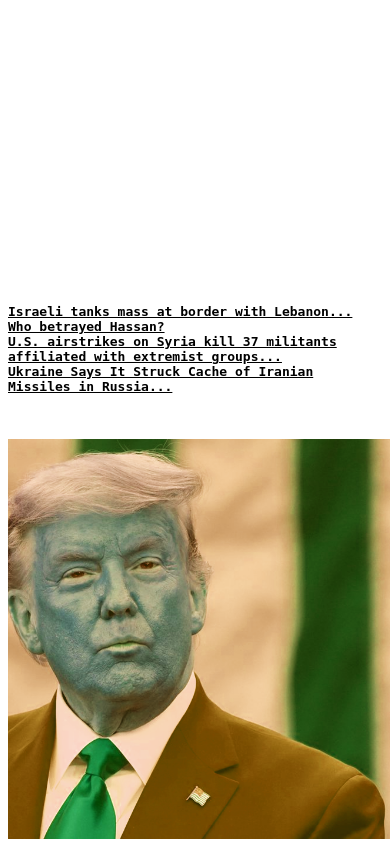 Israeli tanks mass at border with Lebanon...
Who betrayed Hassan?
U.S. airstrikes on Syria kill 37 militants
affiliated with extremist groups...
Ukraine Says It Struck Cache of Iranian
Missiles in Russia...